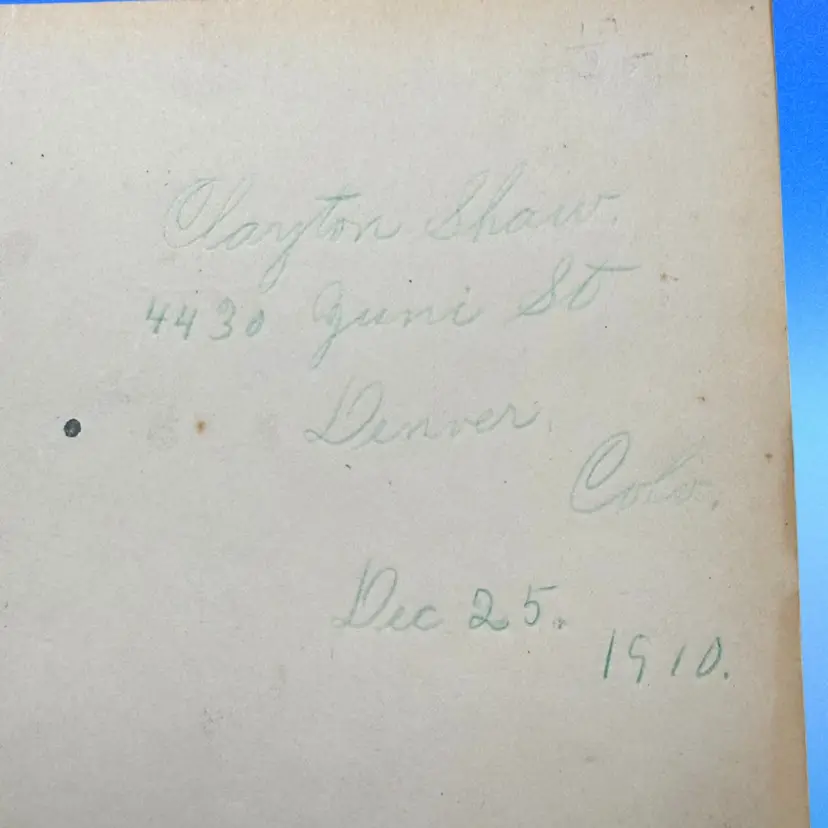 Clayton Shaw.
4430 Zuni St
Denver,
Colo.
Dec 25.
1910.